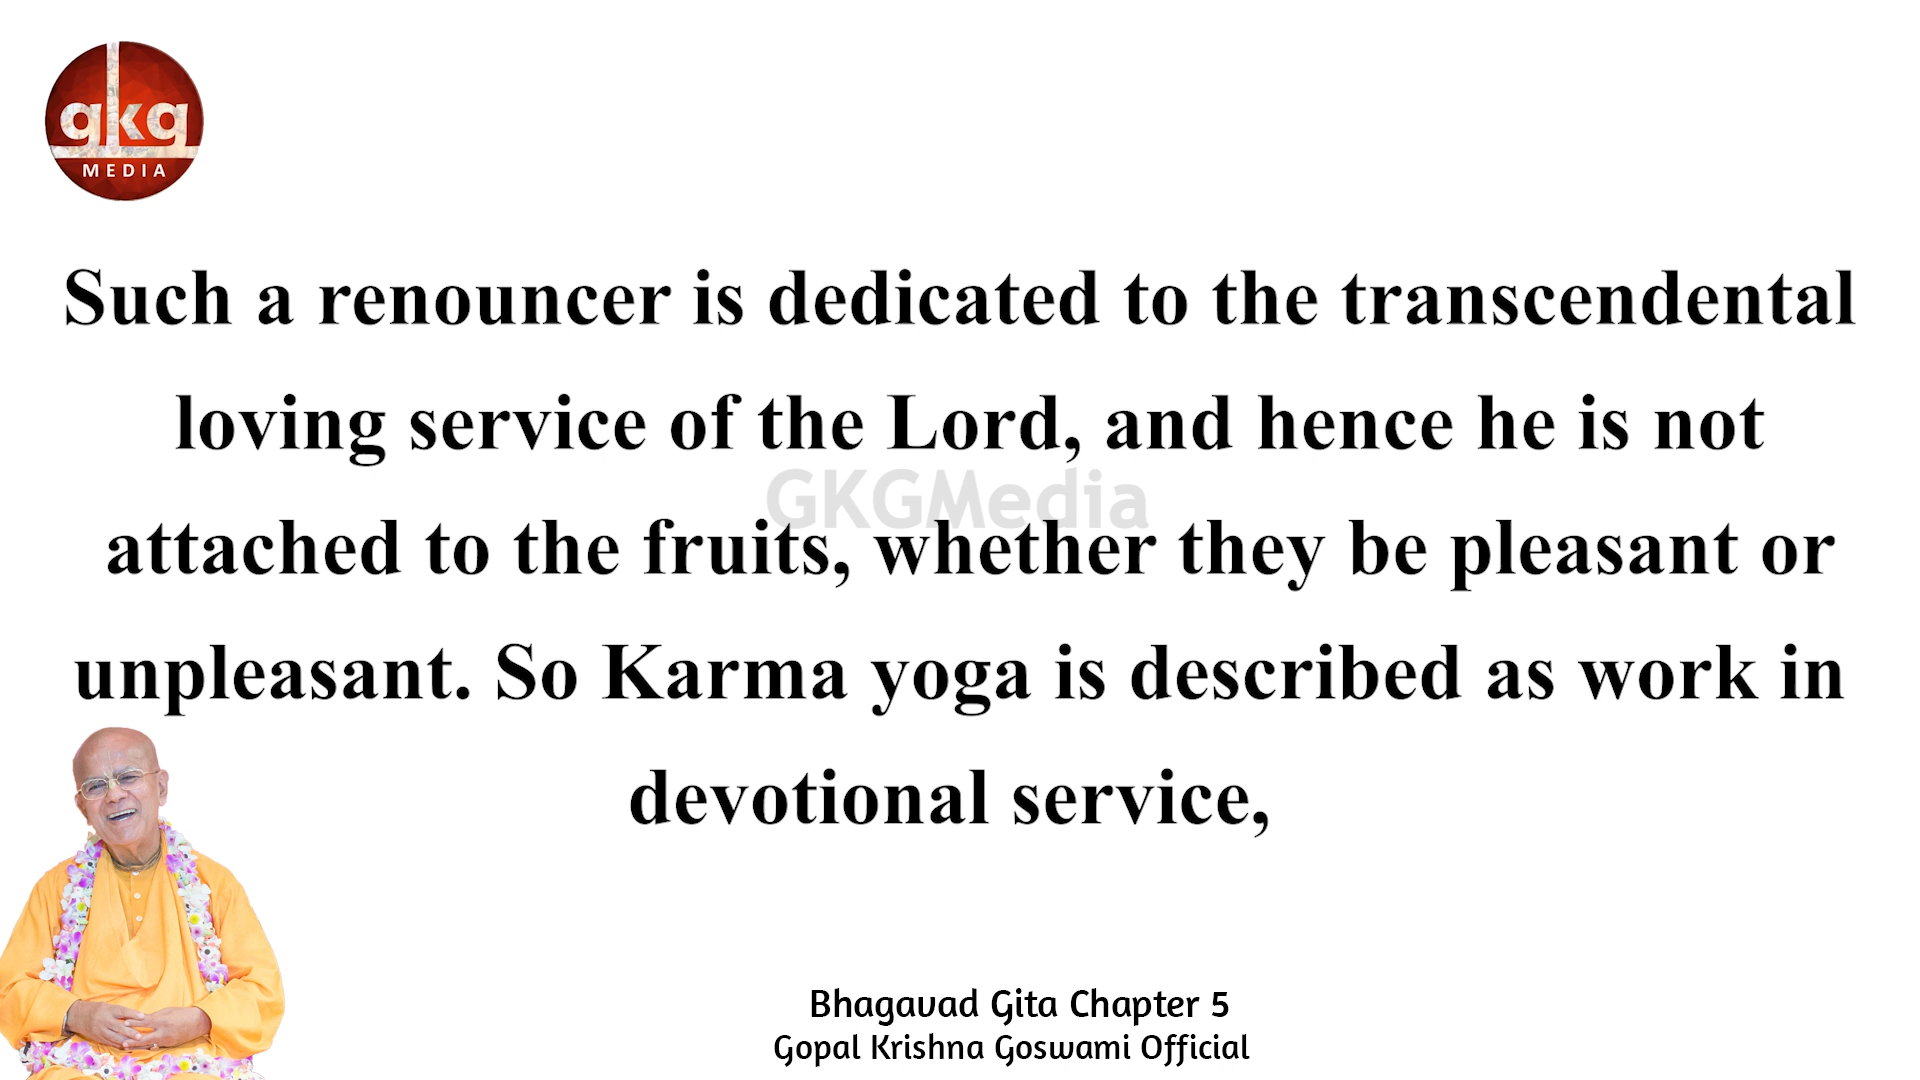 gkg
MEDIA
Such a renouncer is dedicated to the transcendental
loving service of the Lord, and hence he is not
GKGMedia
attached to the fruits, whether they be pleasant or
unpleasant. So Karma yoga is described as work in
devotional service,
Bhagavad Gita Chapter 5
Gopal Krishna Goswami Official